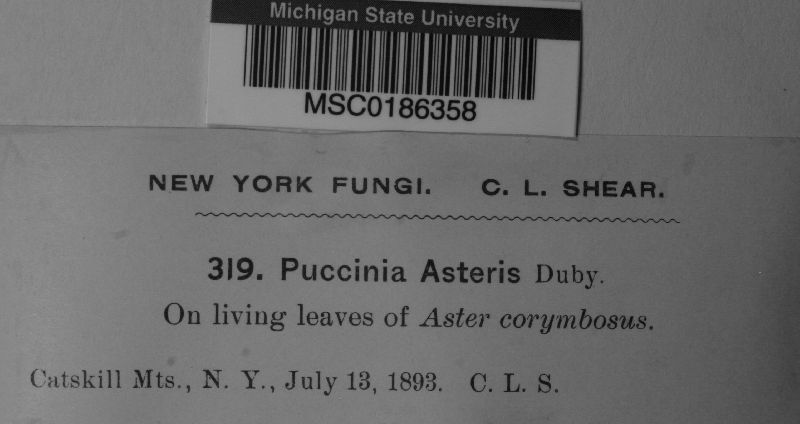 Michigan State University
MSC0186358
NEW YORK FUNGI. C. L. SHEAR.
319. Puccinia Asteris Duby.
On living leaves of Aster corymbosus.
Catskill Mts., N. Y., July 13, 1893. C. L. S.